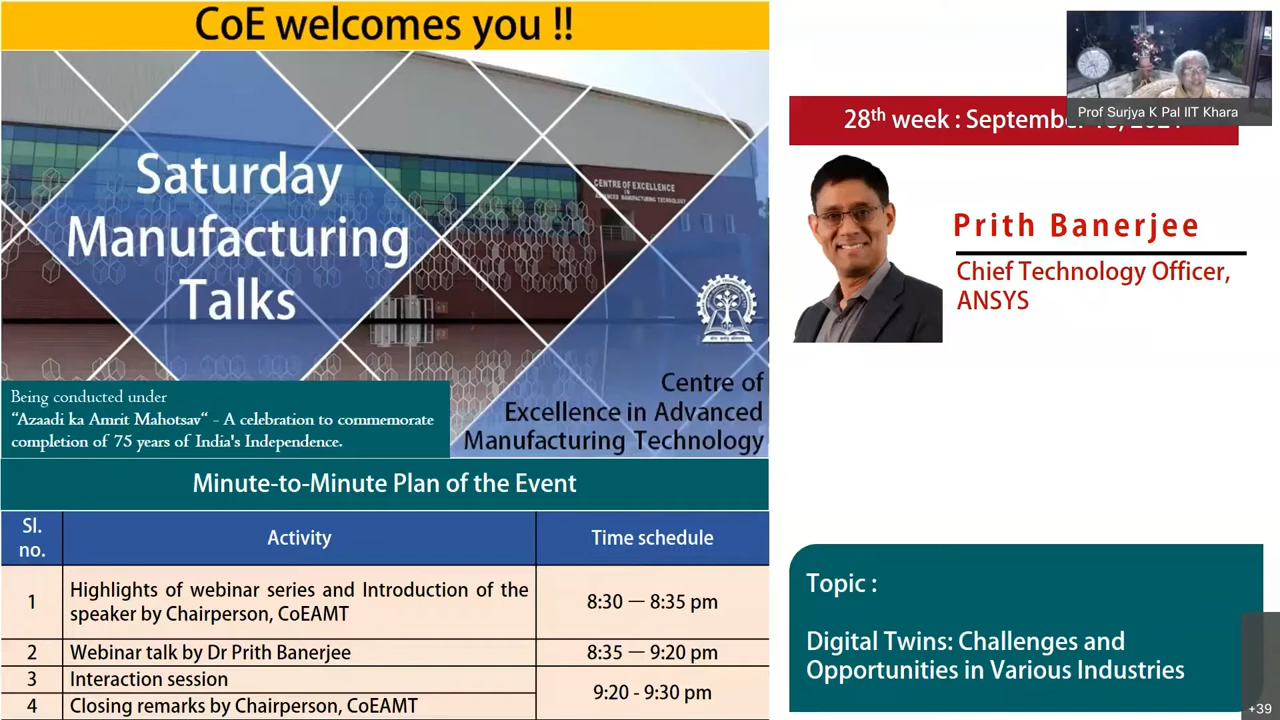 CoE welcomes you !!
Saturday
Manufacturing
Talks
CENTRE OF EXCELLENCE
IN
ADVANCED MANUFACTURING TECHNOLOGY
Being conducted under
“Azaadi ka Amrit Mahotsav“ - A celebration to commemorate
completion of 75 years of India's Independence.
Centre of
Excellence in Advanced
Manufacturing Technology
Minute-to-Minute Plan of the Event
Sl.
no.
Activity
Time schedule
1
Highlights of webinar series and Introduction of the
speaker by Chairperson, CoEAMT
8:30 — 8:35 pm
2
Webinar talk by Dr Prith Banerjee
8:35 — 9:20 pm
3
Interaction session
9:20 - 9:30 pm
4
Closing remarks by Chairperson, CoEAMT
Prof Surjya K Pal IIT Khara
28th week : September
Prith Banerjee
Chief Technology Officer,
ANSYS
Topic :
Digital Twins: Challenges and
Opportunities in Various Industries
+39